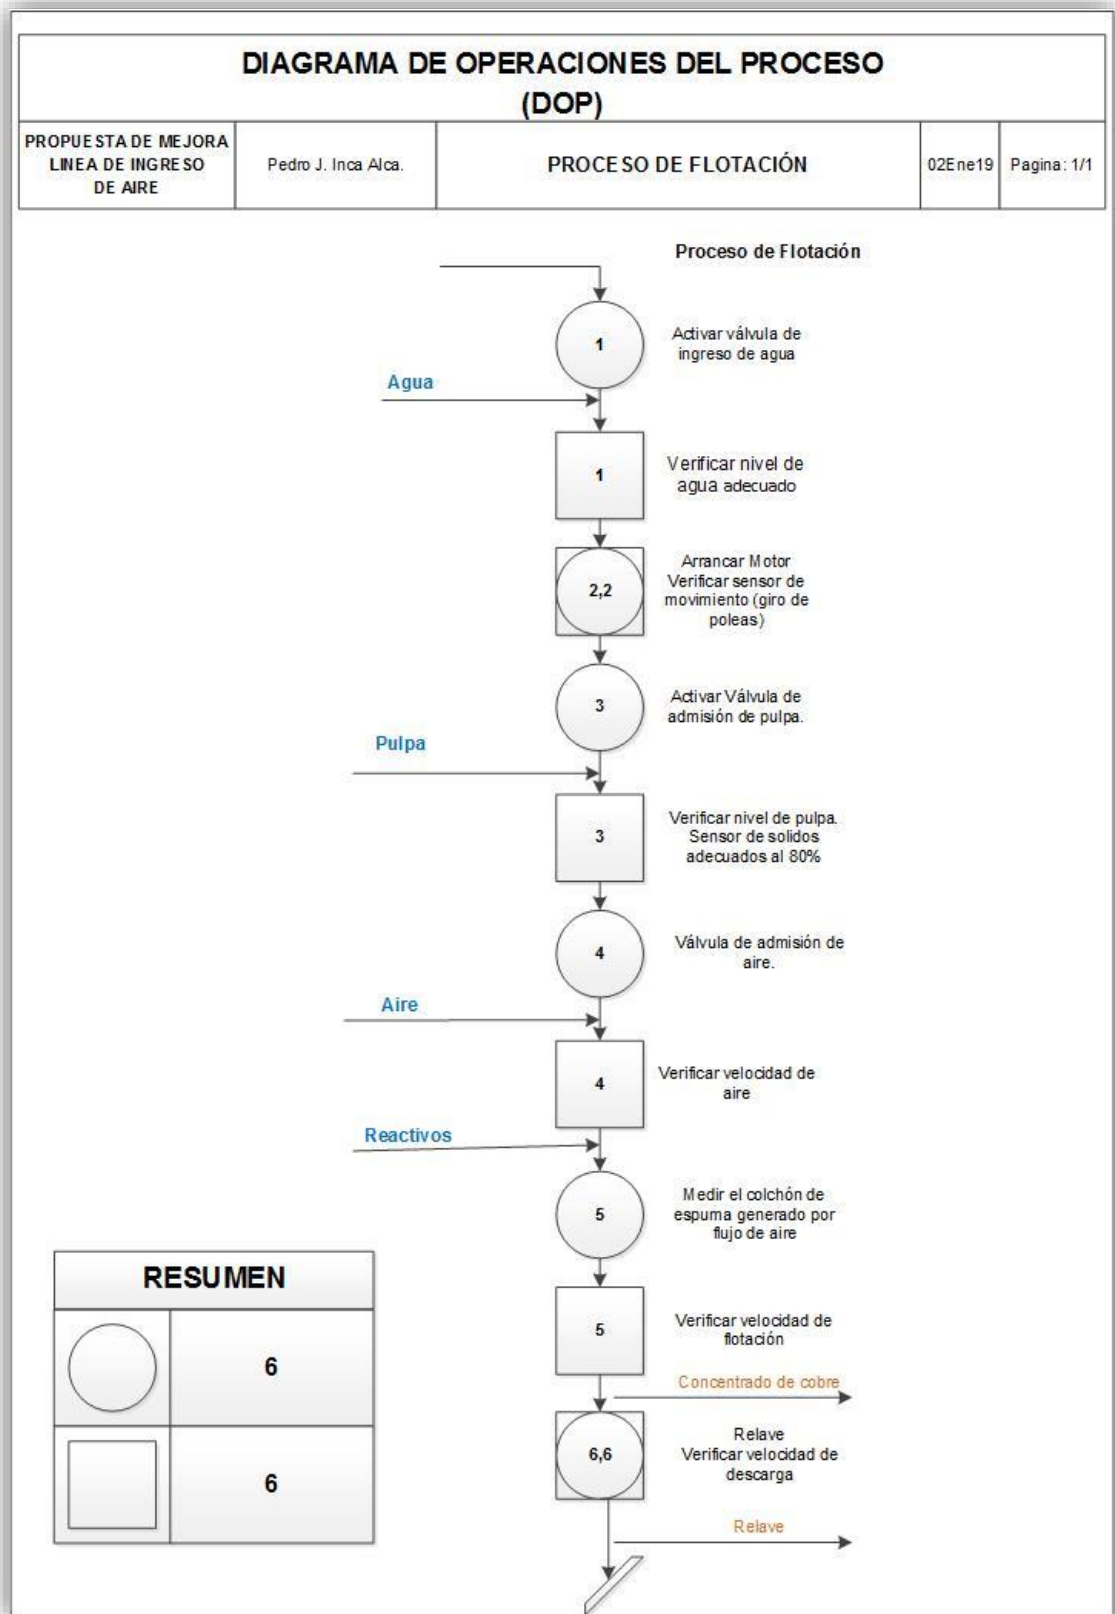 DIAGRAMA DE OPERACIONES DEL PROCESO
(DOP)
PROPUESTA DE MEJORA
LINEA DE INGRESO
DE AIRE
Pedro J. Inca Alca.
PROCESO DE FLOTACIÓN
02Ene19
Pagina: 1/1
Proceso de Flotación
1
Activar válvula de
ingreso de agua
Agua
1
Verificar nivel de
agua adecuado
2,2
Arrancar Motor
Verificar sensor de
movimiento (giro de
poleas)
3
Activar Válvula de
admisión de pulpa.
Pulpa
3
Verificar nivel de pulpa.
Sensor de solidos
adecuados al 80%
4
Válvula de admisión de
aire.
Aire
4
Verificar velocidad de
aire
Reactivos
5
Medir el colchón de
espuma generado por
flujo de aire
5
Verificar velocidad de
flotación
Concentrado de cobre
6,6
Relave
Verificar velocidad de
descarga
Relave
RESUMEN
6
6